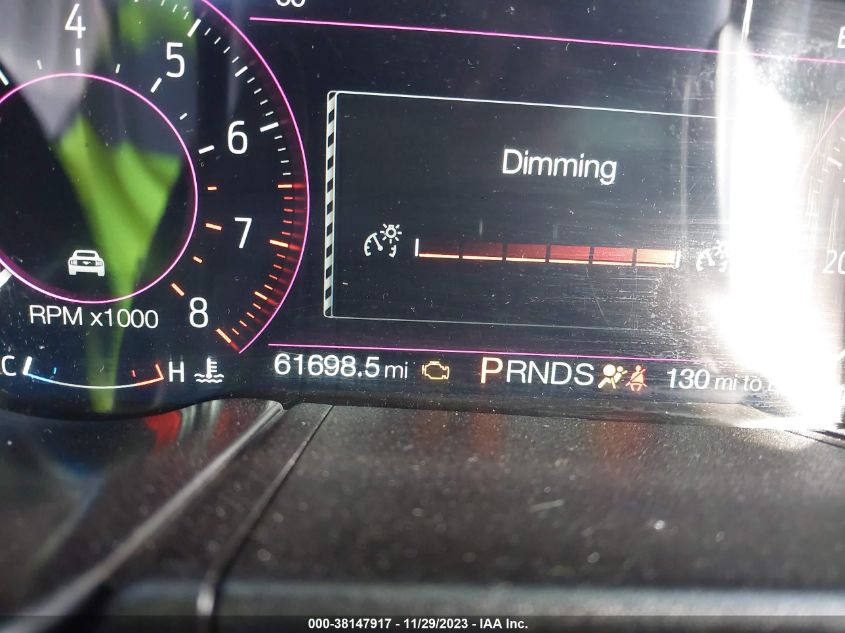 4
5
6
7
8
RPM x1000
Dimming
20
C H
61698.5 mi PRNDS 130 mi to
000-38147917 - 11/29/2023 - IAA Inc.